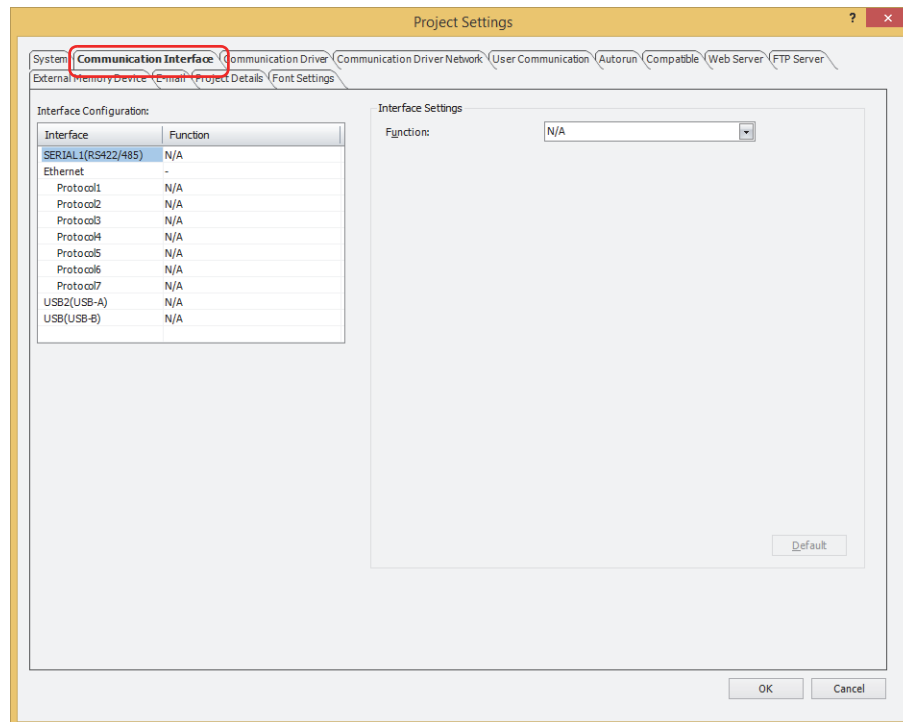 Project Settings ? ×
System Communication Interface Communication Driver Communication Driver Network User Communication Autorun Compatible Web Server FTP Server
External Memory Device E-mail Project Details Font Settings
Interface Configuration:
Interface Function
SERIAL1(RS422/485) N/A
Ethernet -
Protocol1 N/A
Protocol2 N/A
Protocol3 N/A
Protocol4 N/A
Protocol5 N/A
Protocol6 N/A
Protocol7 N/A
USB2(USB-A) N/A
USB(USB-B) N/A
Interface Settings
Function: N/A
Default
OK Cancel